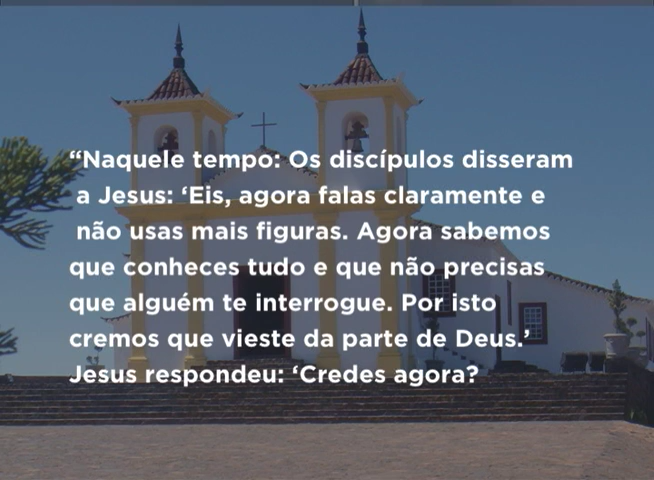 “Naquele tempo: Os discípulos disseram
a Jesus: ‘Eis, agora falas claramente e
não usas mais figuras. Agora sabemos
que conheces tudo e que não precisas
que alguém te interrogue. Por isto
cremos que vieste da parte de Deus.’
Jesus respondeu: ‘Credes agora?